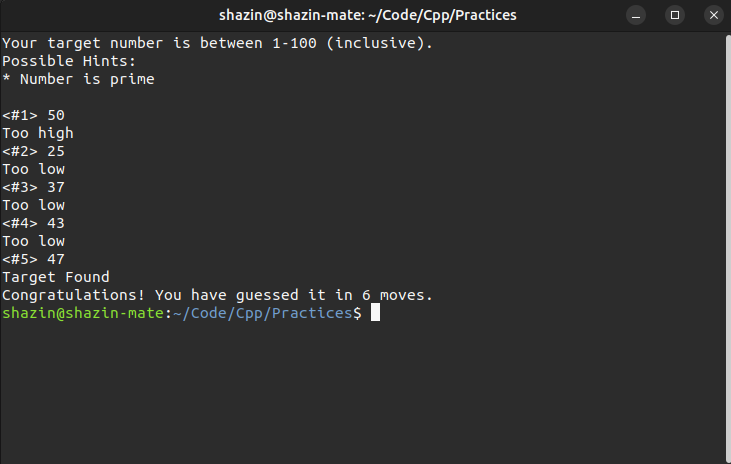 shazin@shazin-mate: ~/Code/Cpp/Practices
Your target number is between 1-100 (inclusive).
Possible Hints:
* Number is prime
<#1> 50
Too high
<#2> 25
Too low
<#3> 37
Too low
<#4> 43
Too low
<#5> 47
Target Found
Congratulations! You have guessed it in 6 moves.
shazin@shazin-mate:~/Code/Cpp/Practices$